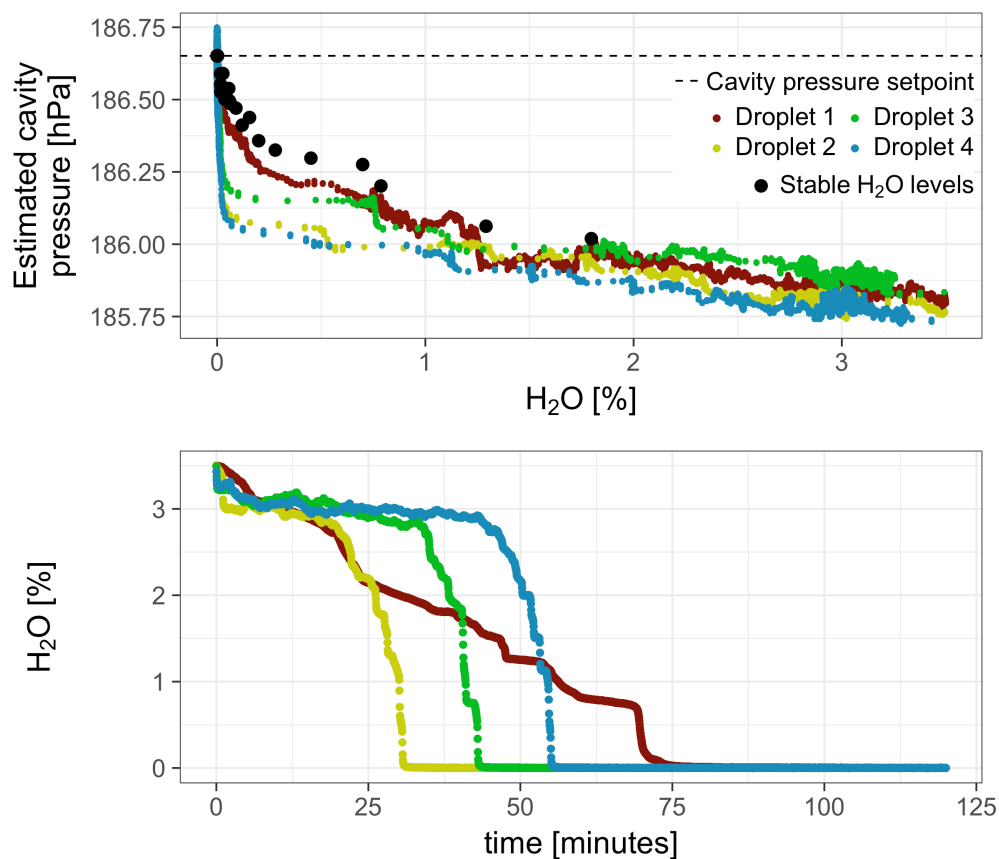 Estimated cavity
pressure [hPa]
186.75
186.50
186.25
186.00
185.75
-- Cavity pressure setpoint
Droplet 1 Droplet 3
Droplet 2 Droplet 4
Stable H₂O levels
0 1 2 3
H₂O [%]
H₂O [%]
3
2
1
0
0 25 50 75 100 125
time [minutes]